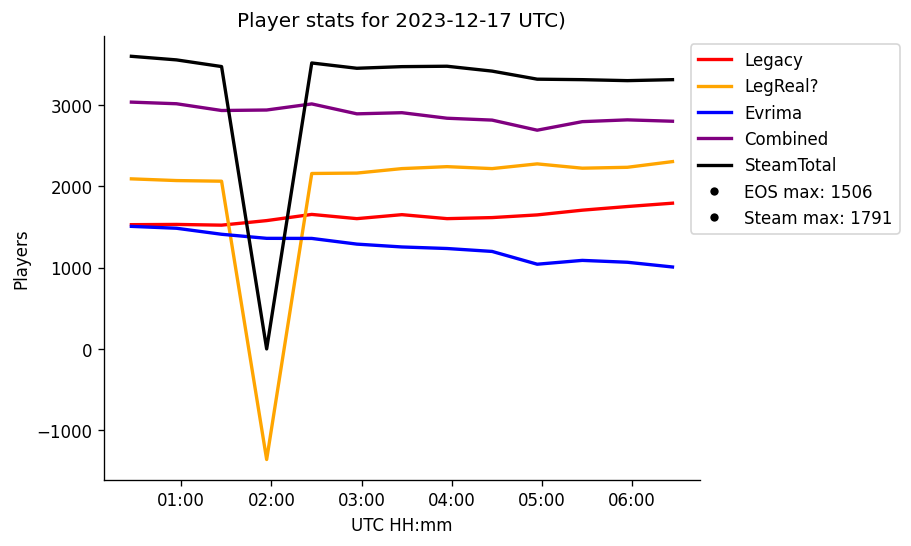 Player stats for 2023-12-17 UTC)
Legacy
LegReal?
Evrima
Combined
SteamTotal
EOS max: 1506
Steam max: 1791
Players
3000
2000
1000
0
−1000
01:00 02:00 03:00 04:00 05:00 06:00
UTC HH:mm